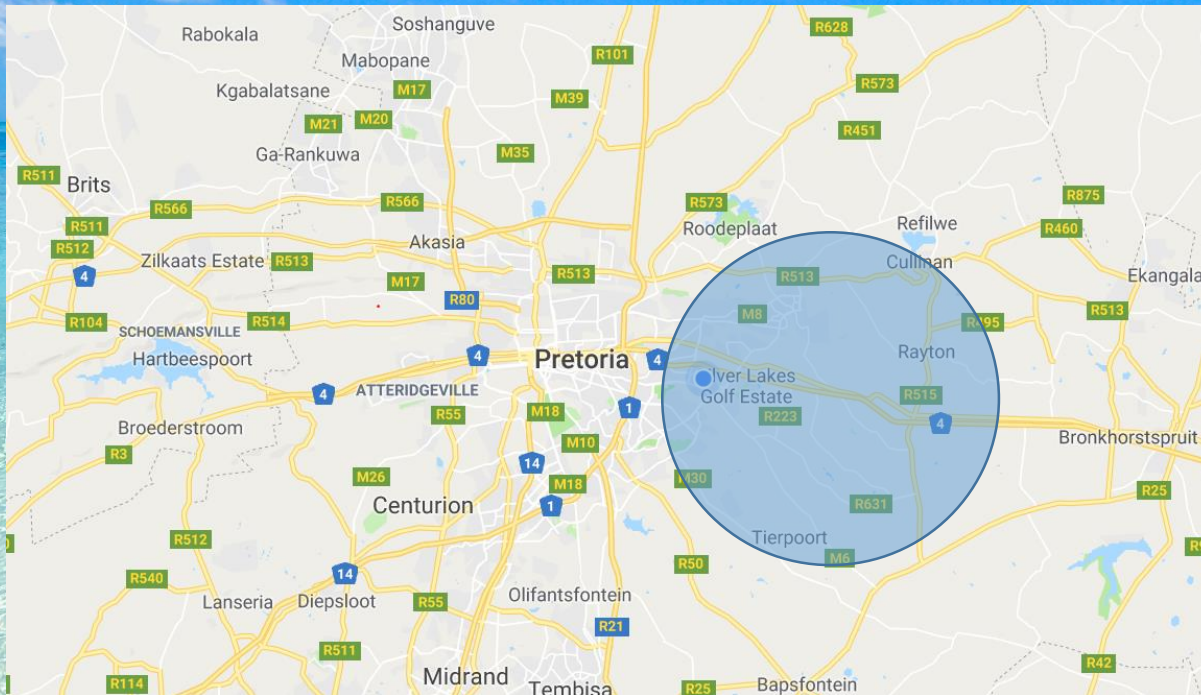 Rabokala
Soshanguve
R628
R101
Mabopane
R573
Kgabalatsane
M17
M39
M21
M20
R451
Ga-Rankuwa
M35
R511
Brits
R875
R566
R566
R573
R511
Roodeplaat
Refilwe
R460
R512
Akasia
Zilkaats Estate
R513
Cullinan
4
M17
R513
R513
Ekangala
R80
R513
R104
R514
M8
R495
SCHOEMANSVILLE
Hartbeespoort
4
Pretoria
4
Rayton
4
ATTERIDGEVILLE
lver Lakes
Golf Estate
R515
R55
M18
1
R223
4
Broederstroom
M10
Bronkhorstspruit
R3
14
M26
M18
M30
R25
Centurion
1
R631
R512
Tierpoort
M6
14
R50
R540
Lanseria
Diepsloot
R55
Olifantsfontein
R21
R511
R42
R114
Midrand
Tembisa
R25
Bapsfontein